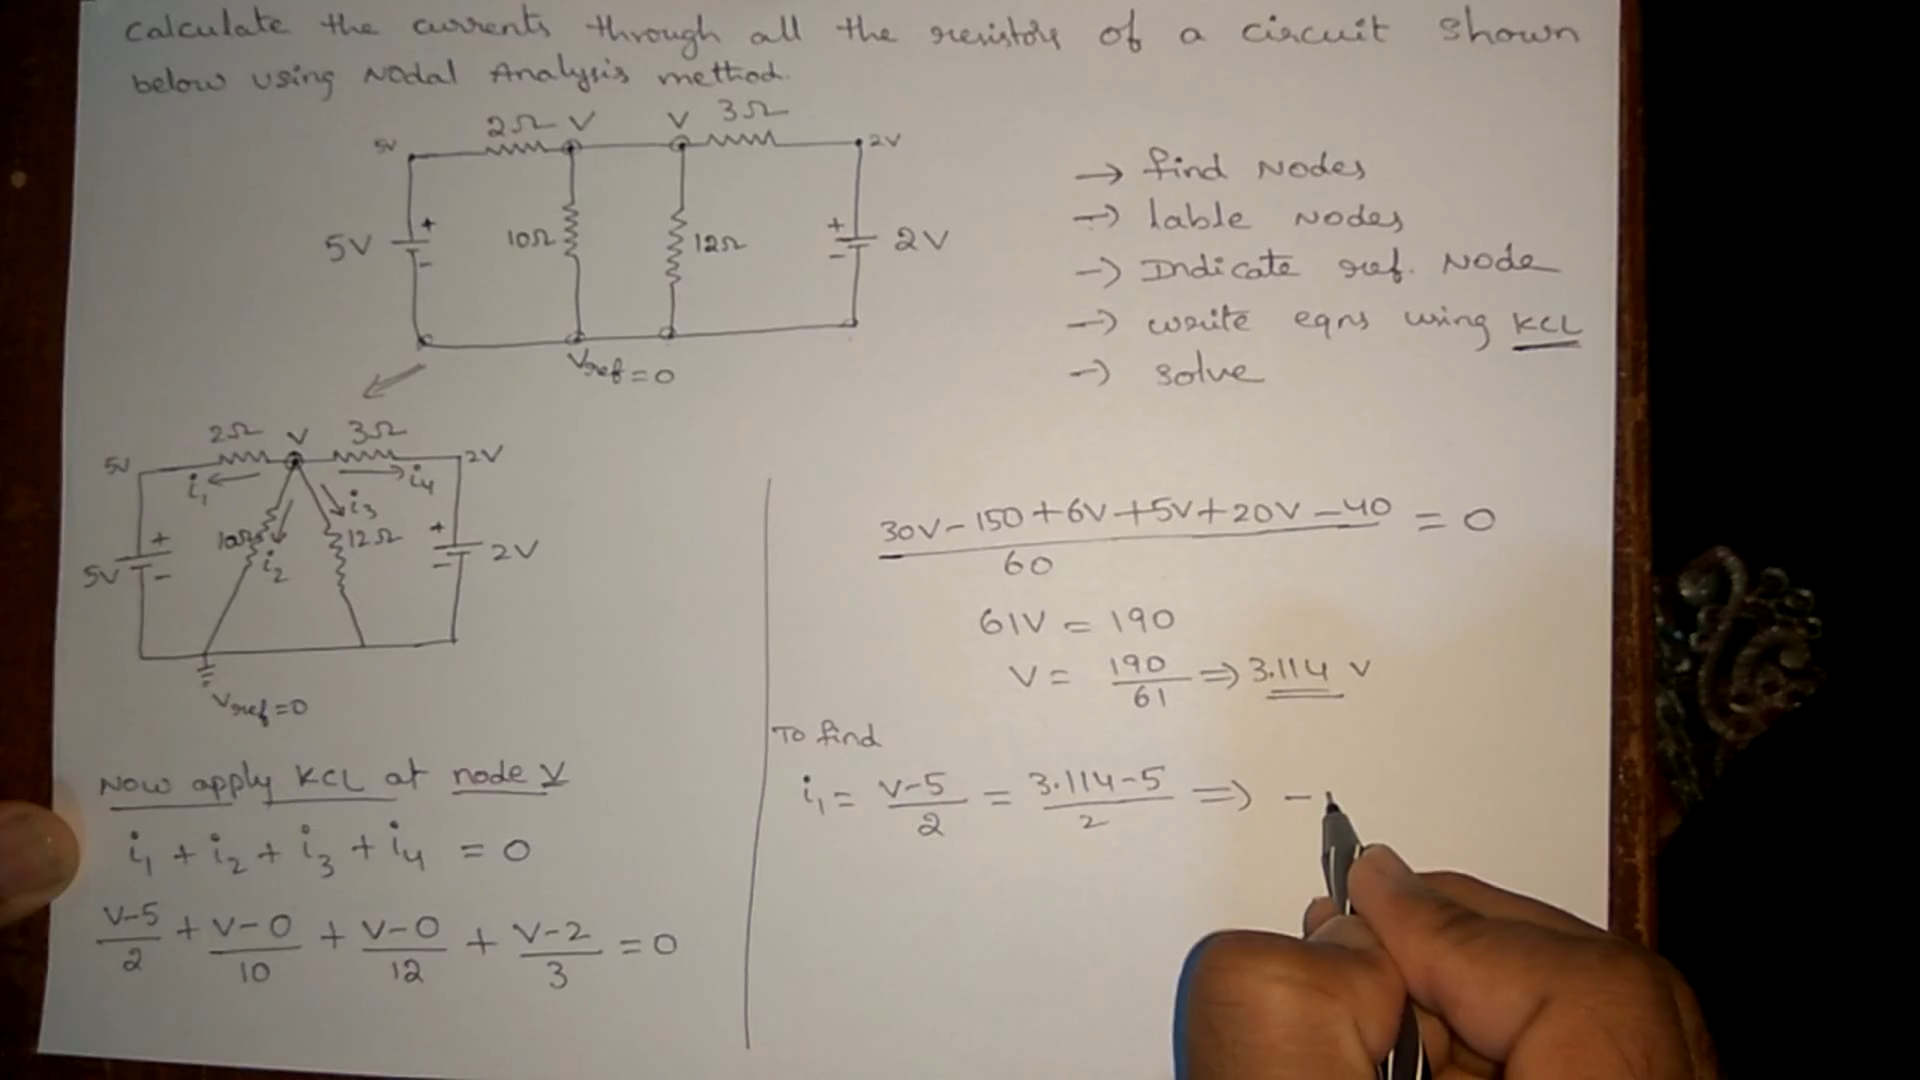 Calculate the currents through all the resistors of a circuit shown
below using Nodal Analysis method.
5V 2Ω V V 3Ω 2V
5V + - 10Ω 12Ω + - 2V
Vref = 0
→ find Nodes
→ lable Nodes
→ Indicate ref. Node
→ write eqns using KCL
→ solve
5V 2Ω V 3Ω 2V
i₁ i₃ i₄
5V + - 10Ω i₂ 12Ω + - 2V
Vref = 0
Now apply KCL at node V
i₁ + i₂ + i₃ + i₄ = 0
V-5/2 + V-0/10 + V-0/12 + V-2/3 = 0
30V - 150 + 6V + 5V + 20V - 40/60 = 0
61V = 190
V = 190/61 ⇒ 3.114 V
To find
i₁ = V-5/2 = 3.114-5/2 ⇒ -